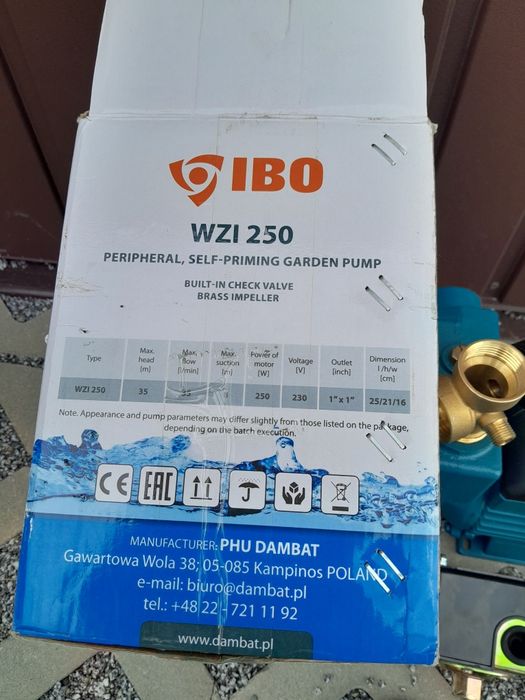 IBO
WZI 250
PERIPHERAL, SELF-PRIMING GARDEN PUMP
BUILT-IN CHECK VALVE
BRASS IMPELLER
Type Max. head [m] Max. flow [l/min] Max. suction [m] Power of motor [W] Voltage [V] Outlet [inch] Dimension l /h/w [cm]
WZI 250 35 35 250 230 1" x 1" 25/21/16
Note. Appearance and pump parameters may differ slightly from those listed on the package,
depending on the batch execution.
CE EAC
MANUFACTURER: PHU DAMBAT
Gawartowa Wola 38; 05-085 Kampinos POLAND
e-mail: biuro@dambat.pl
tel.: +48 22 - 721 11 92
www.dambat.pl